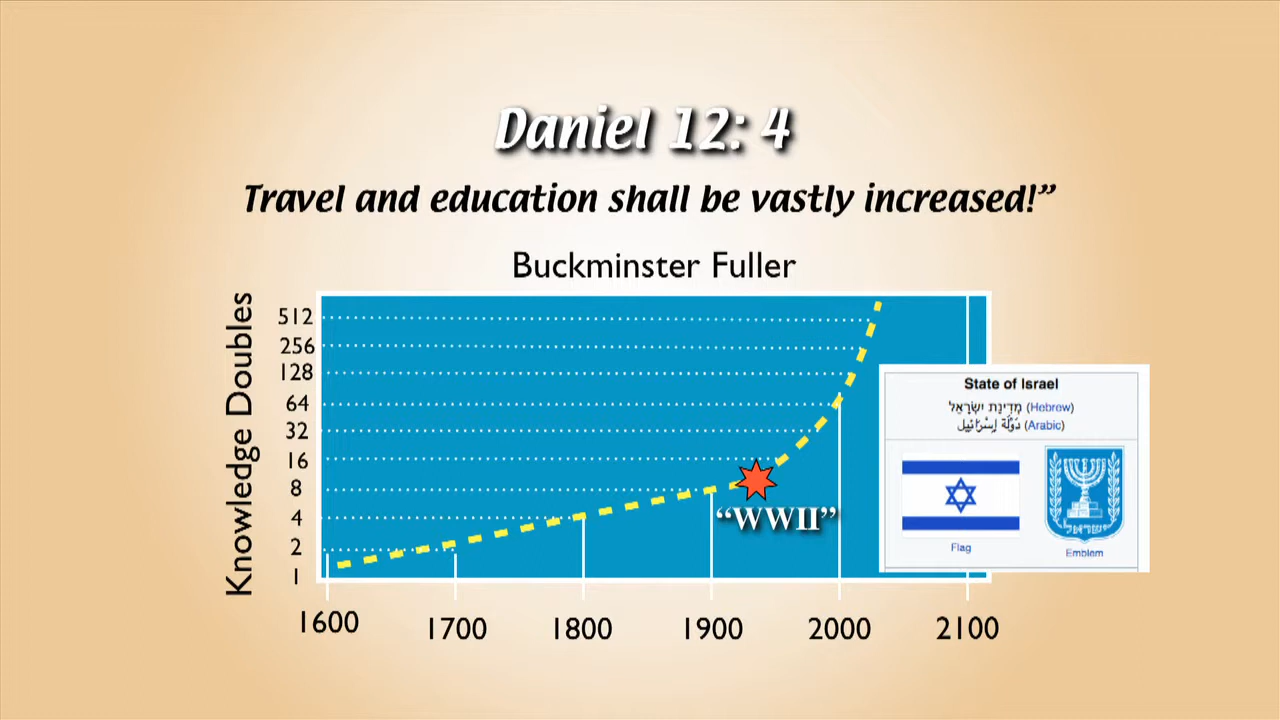 Daniel 12: 4
Travel and education shall be vastly increased!”
Buckminster Fuller
Knowledge Doubles
512
256
128
64
32
16
8
4
2
1
“WWII”
1600
1700
1800
1900
2000
2100
State of Israel
מְדִינַת יִשְׂרָאֵל (Hebrew)
دَوْلَة إِسْرَائِيل (Arabic)
ישראל
Flag
Emblem